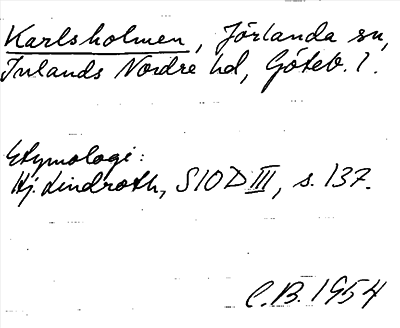 Karlsholmen, Jörlanda sn,
Inlands Nordre hd, Göteb. l.
Etymologi:
Hj. Lindroth, SIOD III, s. 137.
C.B. 1954